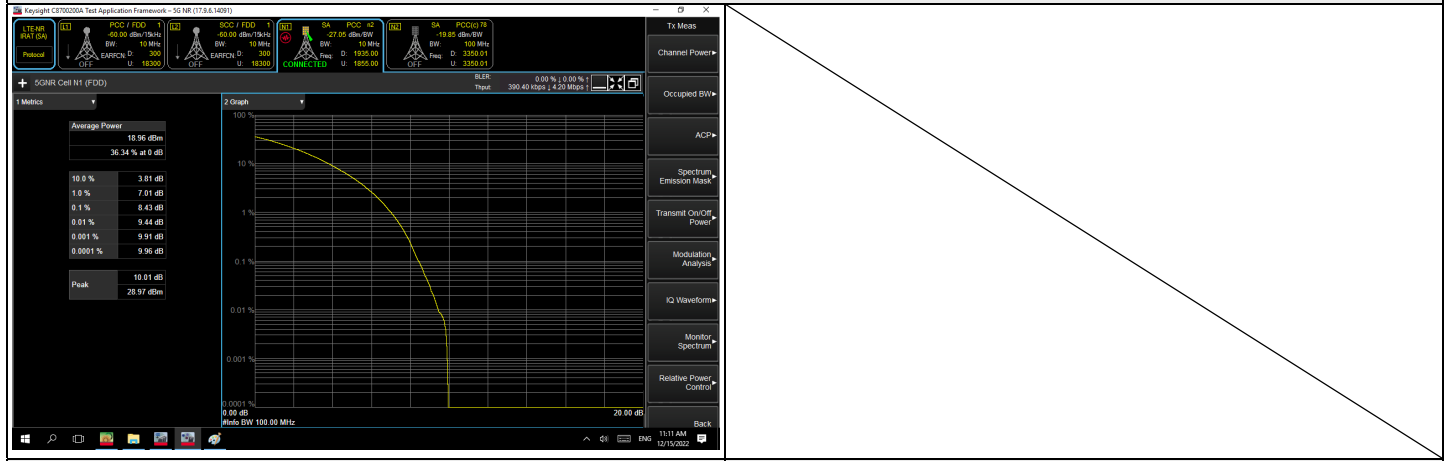 Keysight C8700200A Test Application Framework – 5G NR (17.9.6.14091)
LTE-NR
IRAT (SA)
Protocol
L1 PCC / FDD 1
-60.00 dBm/15kHz
BW: 10 MHz
EARFCN: D: 300
OFF U: 18300
L2 SCC / FDD 1
-60.00 dBm/15kHz
BW: 10 MHz
EARFCN: D: 300
OFF U: 18300
N1 SA PCC n2
-27.05 dBm/BW
BW: 10 MHz
Freq: D: 1935.00
CONNECTED U: 1855.00
N2 SA PCC(c) 78
-19.85 dBm/BW
BW: 100 MHz
Freq: D: 3350.01
OFF U: 3350.01
+ 5GNR Cell N1 (FDD)
BLER: 0.00 % ↓ 0.00 % ↑
Thput: 390.40 kbps ↓ 4.20 Mbps ↑
1 Metrics
Average Power
18.96 dBm
36.34 % at 0 dB
10.0 % 3.81 dB
1.0 % 7.01 dB
0.1 % 8.43 dB
0.01 % 9.44 dB
0.001 % 9.91 dB
0.0001 % 9.96 dB
Peak
10.01 dB
28.97 dBm
2 Graph
100 %
10 %
1 %
0.1 %
0.01 %
0.001 %
0.0001 %
0.00 dB 20.00 dB
#Info BW 100.00 MHz
Tx Meas
Channel Power
Occupied BW
ACP
Spectrum
Emission Mask
Transmit On/Off
Power
Modulation
Analysis
IQ Waveform
Monitor
Spectrum
Relative Power
Control
Back
ENG
11:11 AM
12/15/2022